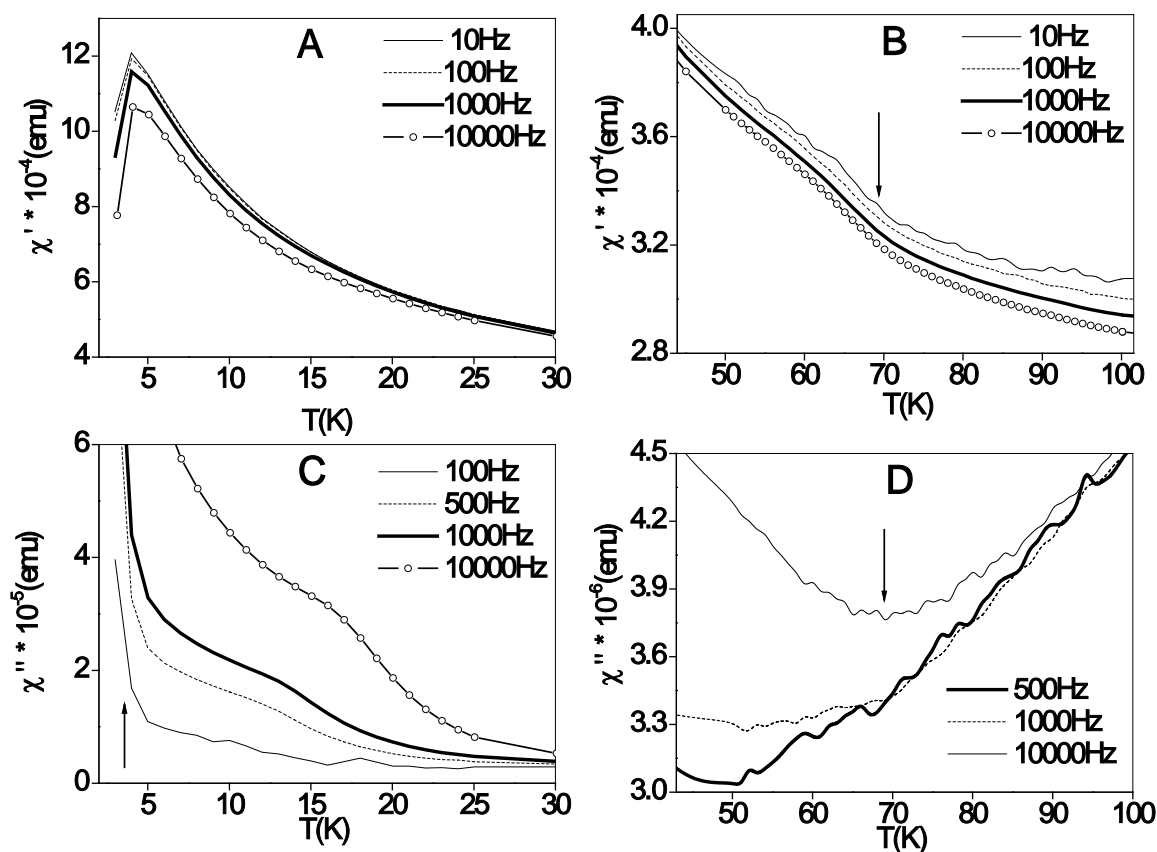 A
10Hz
100Hz
1000Hz
10000Hz
12
10
8
6
4
χ' * 10⁻⁴(emu)
5 10 15 20 25 30
T(K)
B
10Hz
100Hz
1000Hz
10000Hz
4.0
3.6
3.2
2.8
χ' * 10⁻⁴(emu)
50 60 70 80 90 100
T(K)
C
100Hz
500Hz
1000Hz
10000Hz
6
4
2
0
χ'' * 10⁻⁵(emu)
5 10 15 20 25 30
T(K)
D
4.5
4.2
3.9
3.6
3.3
3.0
χ'' * 10⁻⁶(emu)
500Hz
1000Hz
10000Hz
50 60 70 80 90 100
T(K)